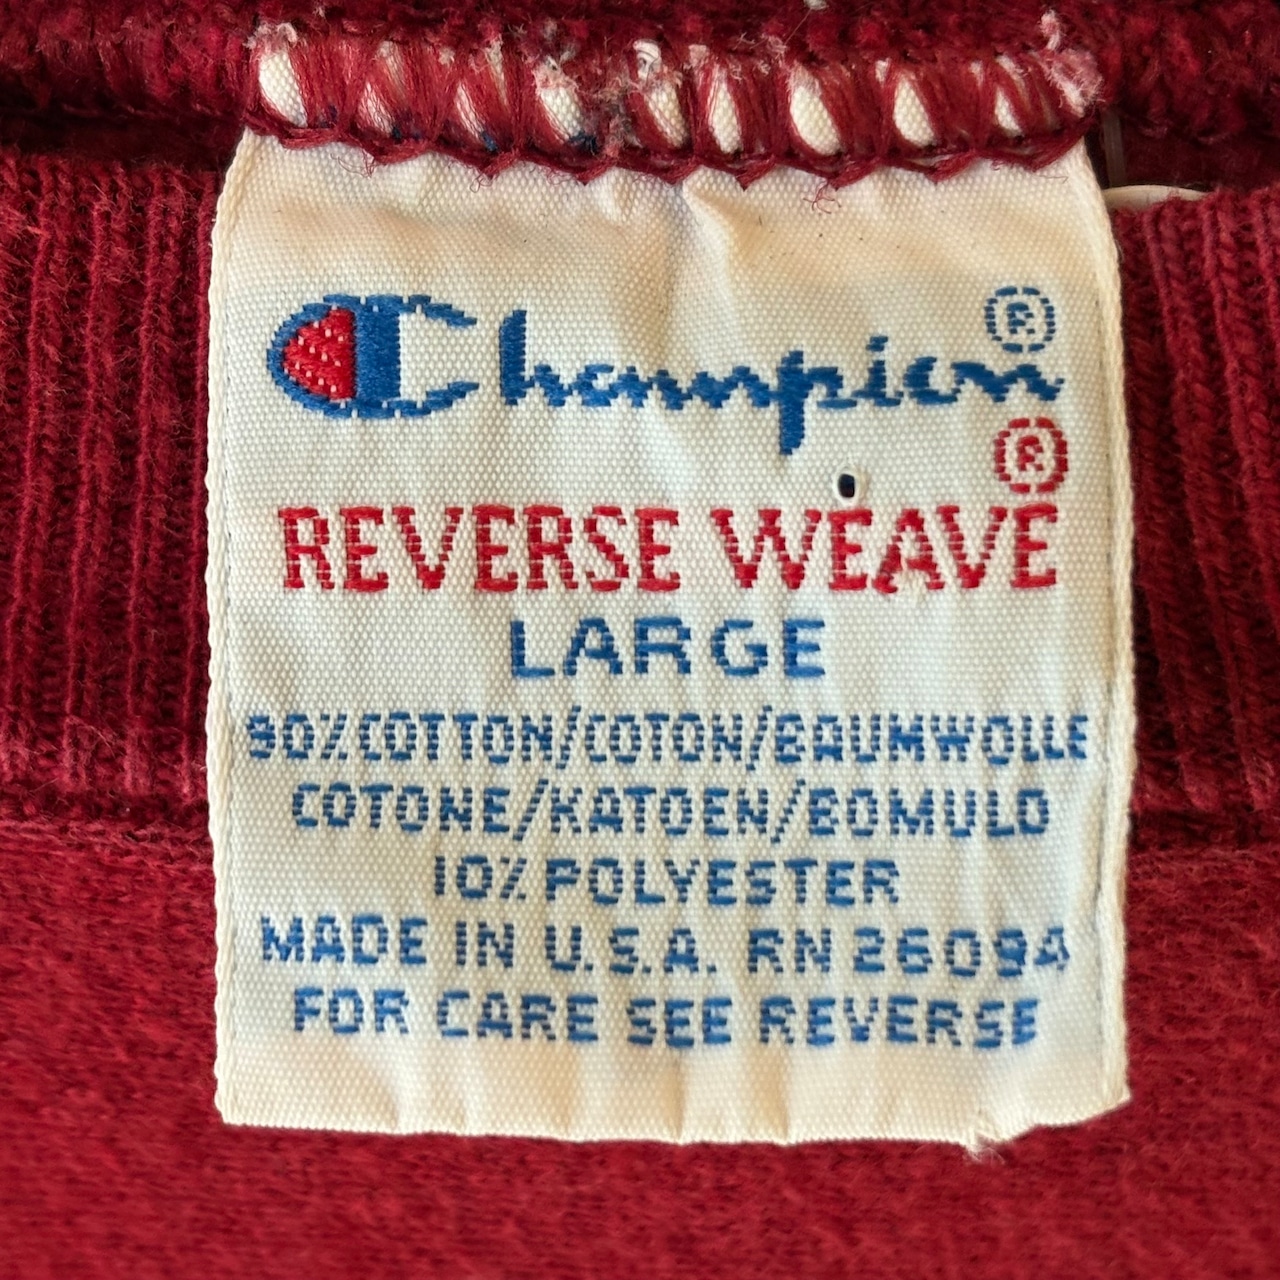 Champion®
®
REVERSE WEAVE
LARGE
90% COTTON/COTON/BAUMWOLLE
COTONE/KATOEN/BOMULD
10% POLYESTER
MADE IN U.S.A. RN 26094
FOR CARE SEE REVERSE